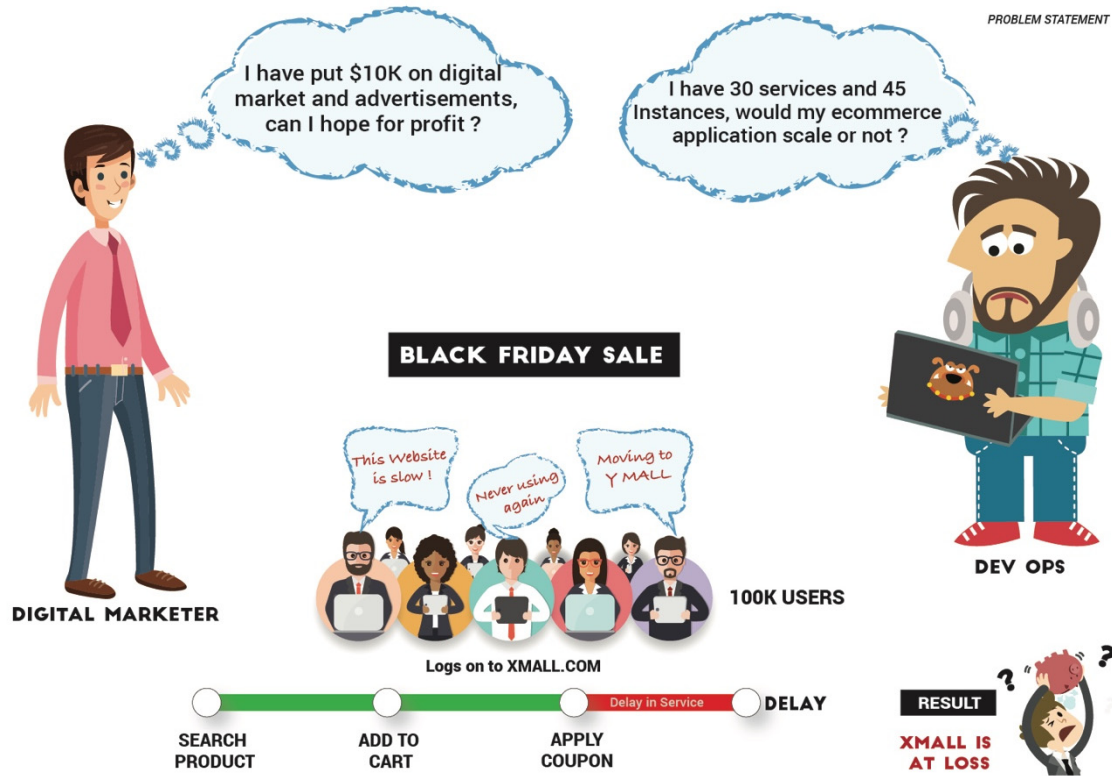 PROBLEM STATEMENT
I have put $10K on digital
market and advertisements,
can I hope for profit ?
I have 30 services and 45
Instances, would my ecommerce
application scale or not ?
BLACK FRIDAY SALE
This Website
is slow !
Never using
again
Moving to
Y MALL
DIGITAL MARKETER
DEV OPS
100K USERS
Logs on to XMALL.COM
Delay in Service
DELAY
SEARCH
PRODUCT
ADD TO
CART
APPLY
COUPON
RESULT
XMALL IS
AT LOSS
?
?